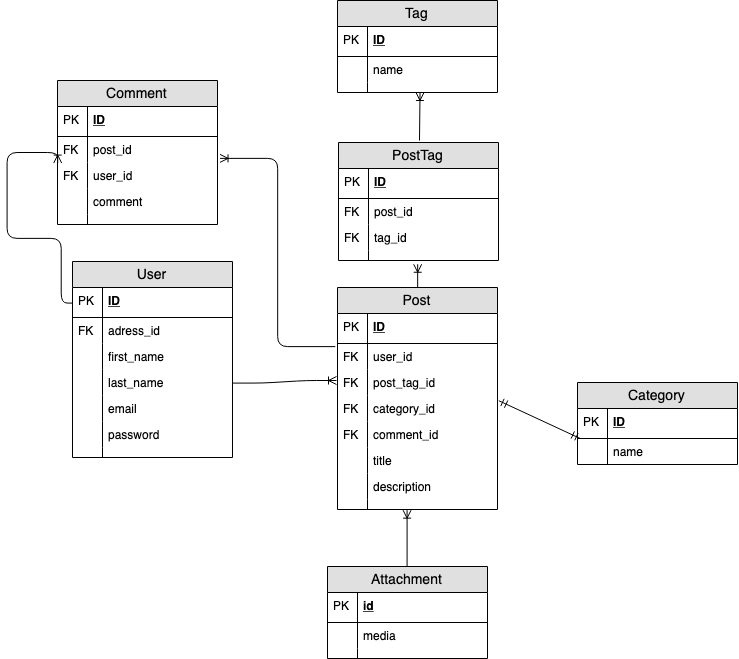 Tag
PK ID
name
Comment
PK ID
FK post_id
FK user_id
comment
PostTag
PK ID
FK post_id
FK tag_id
User
PK ID
FK adress_id
first_name
last_name
email
password
Post
PK ID
FK user_id
FK post_tag_id
FK category_id
FK comment_id
title
description
Category
PK ID
name
Attachment
PK id
media